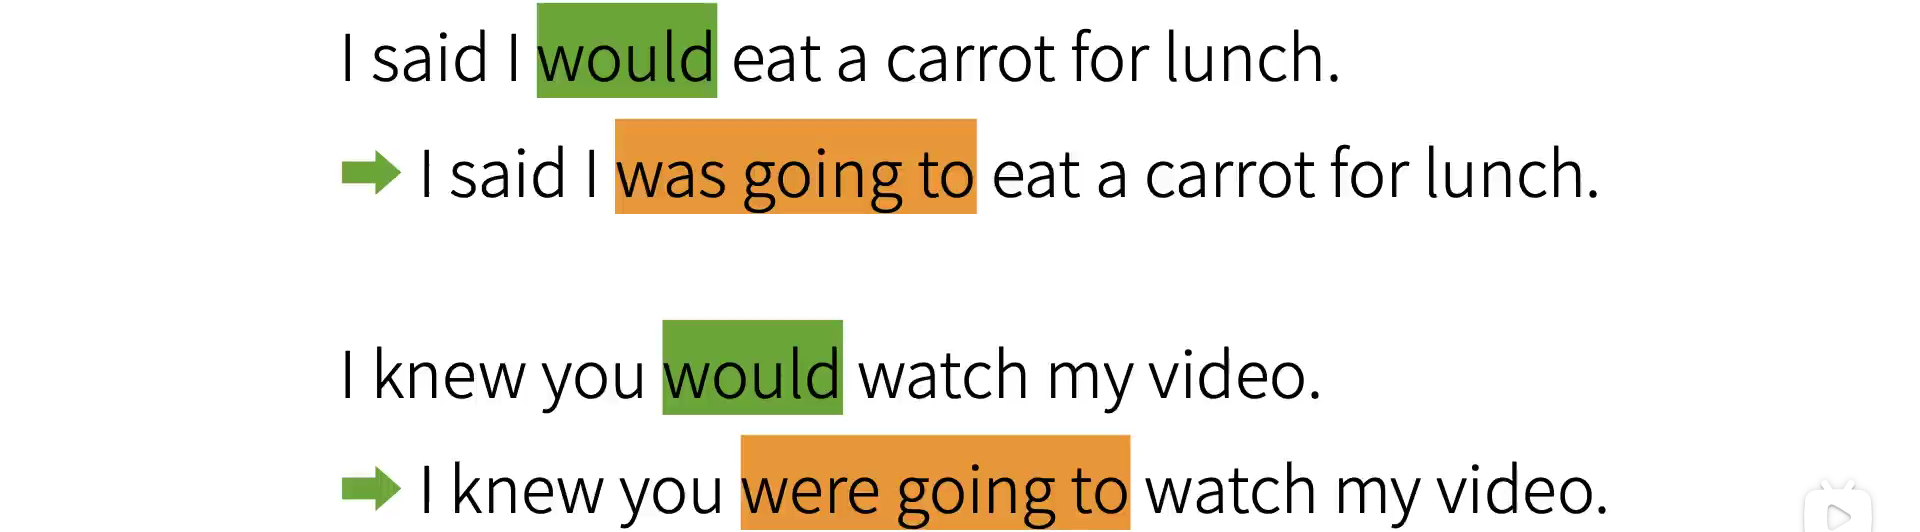 I said I would eat a carrot for lunch.
I said I was going to eat a carrot for lunch.
I knew you would watch my video.
I knew you were going to watch my video.